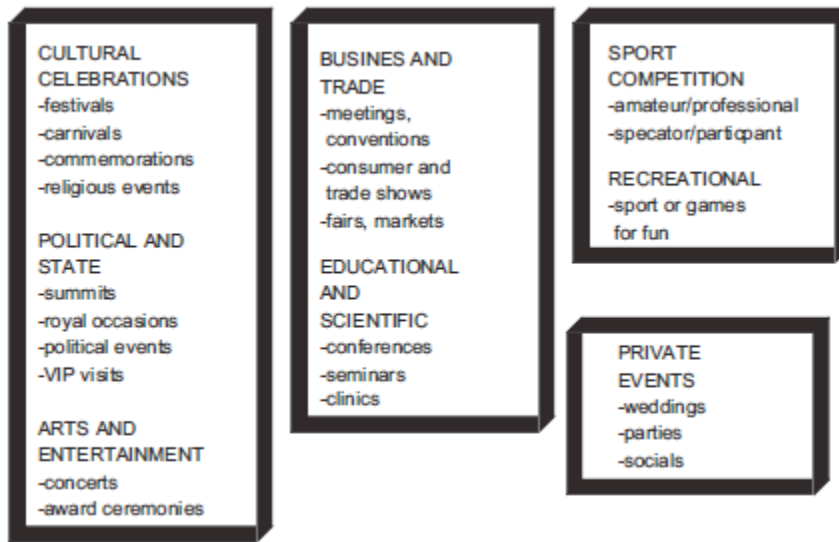 CULTURAL
CELEBRATIONS
-festivals
-carnivals
-commemorations
-religious events
POLITICAL AND
STATE
-summits
-royal occasions
-political events
-VIP visits
ARTS AND
ENTERTAINMENT
-concerts
-award ceremonies
BUSINES AND
TRADE
-meetings,
conventions
-consumer and
trade shows
-fairs, markets
EDUCATIONAL
AND
SCIENTIFIC
-conferences
-seminars
-clinics
SPORT
COMPETITION
-amateur/professional
-specator/particpant
RECREATIONAL
-sport or games
for fun
PRIVATE
EVENTS
-weddings
-parties
-socials